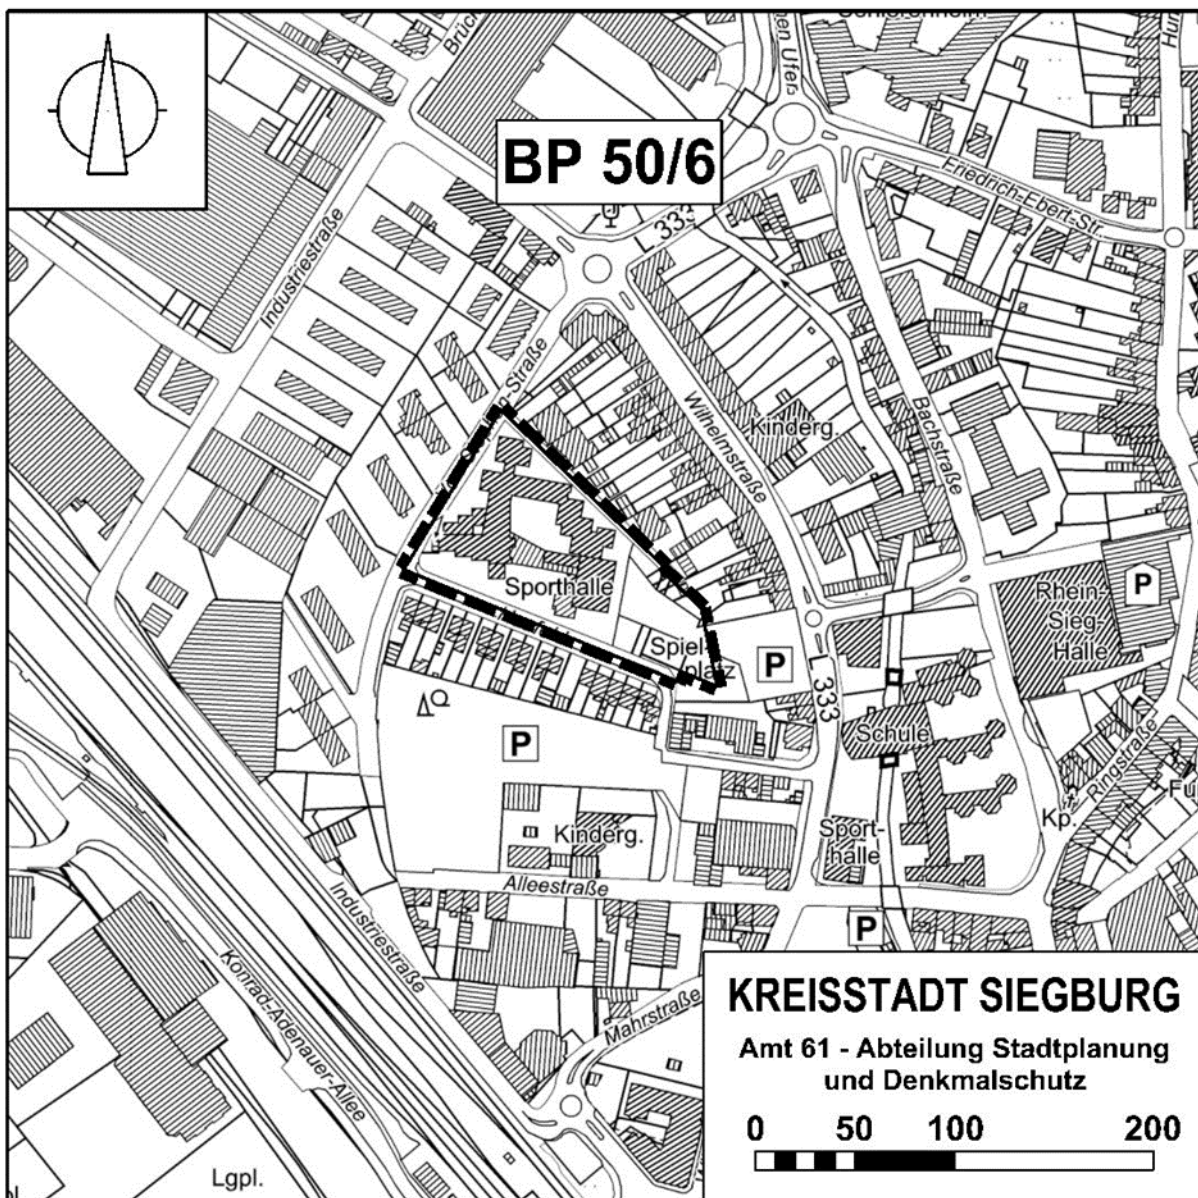 BP 50/6
L 333
Friedrich-Ebert-Str.
Industriestraße
Straße
Wilhelmstraße
Kinderg.
Bachstraße
Sporthalle
Rhein-
Sieg-
Halle
P
Spiel-
platz
P
L 333
P
Schule
Ringstraße
Kp.
Sport-
halle
Kinderg.
Alleestraße
P
Industriestraße
Konrad-Adenauer-Allee
Mahrstraße
Lgpl.
KREISSTADT SIEGBURG
Amt 61 - Abteilung Stadtplanung
und Denkmalschutz
0 50 100 200